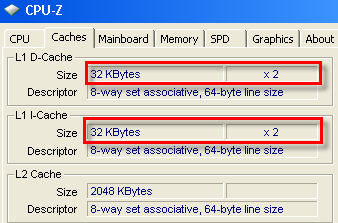 CPU-Z
CPU Caches Mainboard Memory SPD Graphics About
L1 D-Cache
Size 32 KBytes x 2
Descriptor 8-way set associative, 64-byte line size
L1 I-Cache
Size 32 KBytes x 2
Descriptor 8-way set associative, 64-byte line size
L2 Cache
Size 2048 KBytes
Descriptor 8-way set associative, 64-byte line size